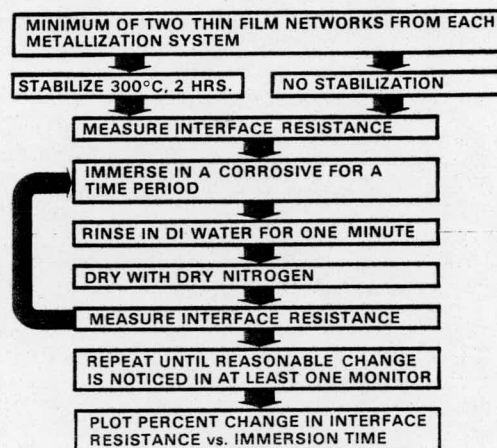 MINIMUM OF TWO THIN FILM NETWORKS FROM EACH
METALLIZATION SYSTEM
STABILIZE 300°C, 2 HRS.
NO STABILIZATION
MEASURE INTERFACE RESISTANCE
IMMERSE IN A CORROSIVE FOR A
TIME PERIOD
RINSE IN DI WATER FOR ONE MINUTE
DRY WITH DRY NITROGEN
MEASURE INTERFACE RESISTANCE
REPEAT UNTIL REASONABLE CHANGE
IS NOTICED IN AT LEAST ONE MONITOR
PLOT PERCENT CHANGE IN INTERFACE
RESISTANCE vs. IMMERSION TIME